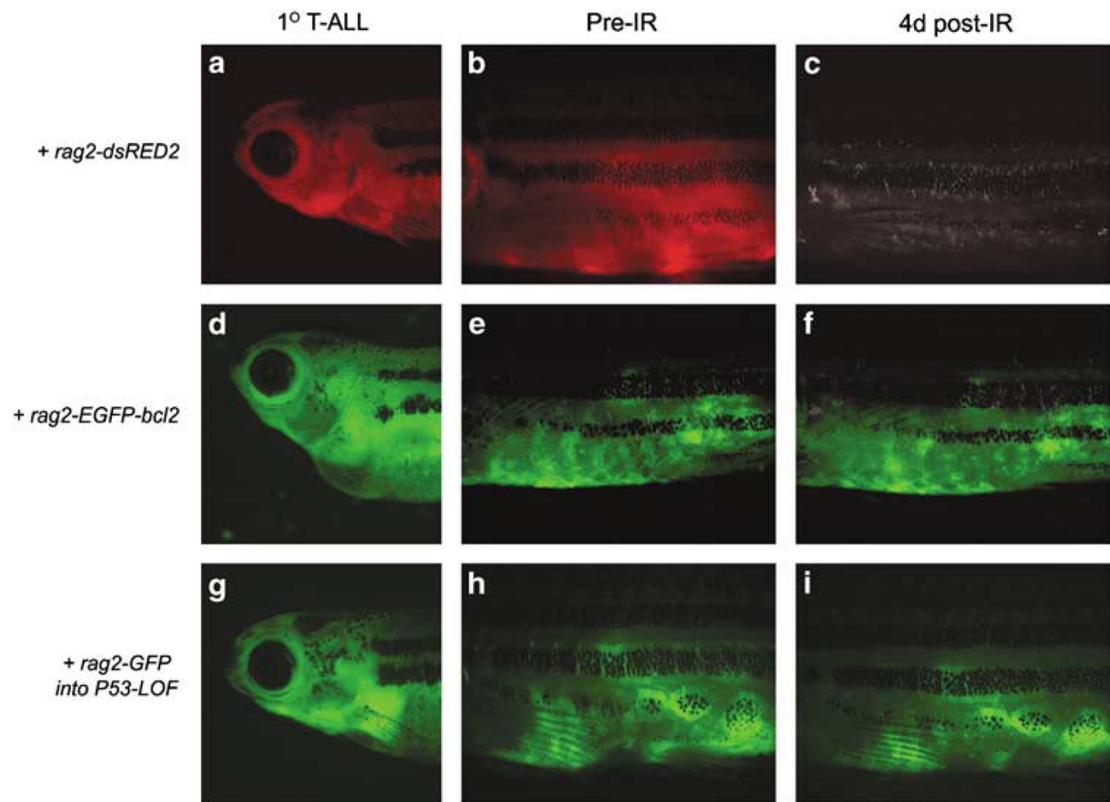 1° T-ALL
Pre-IR
4d post-IR
+ rag2-dsRED2
a
b
c
+ rag2-EGFP-bcl2
d
e
f
+ rag2-GFP
into P53-LOF
g
h
i